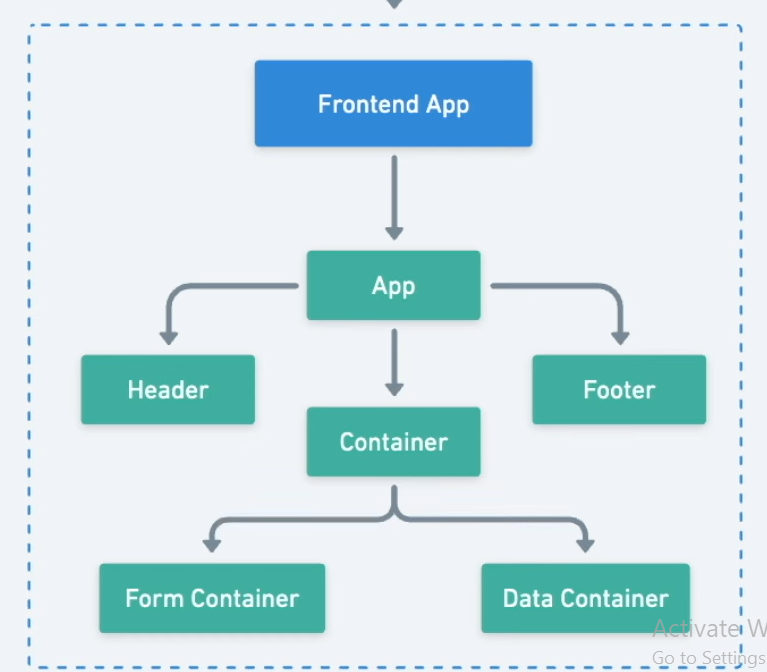 Frontend App
App
Header
Footer
Container
Form Container
Data Container
Activate W
Go to Settings